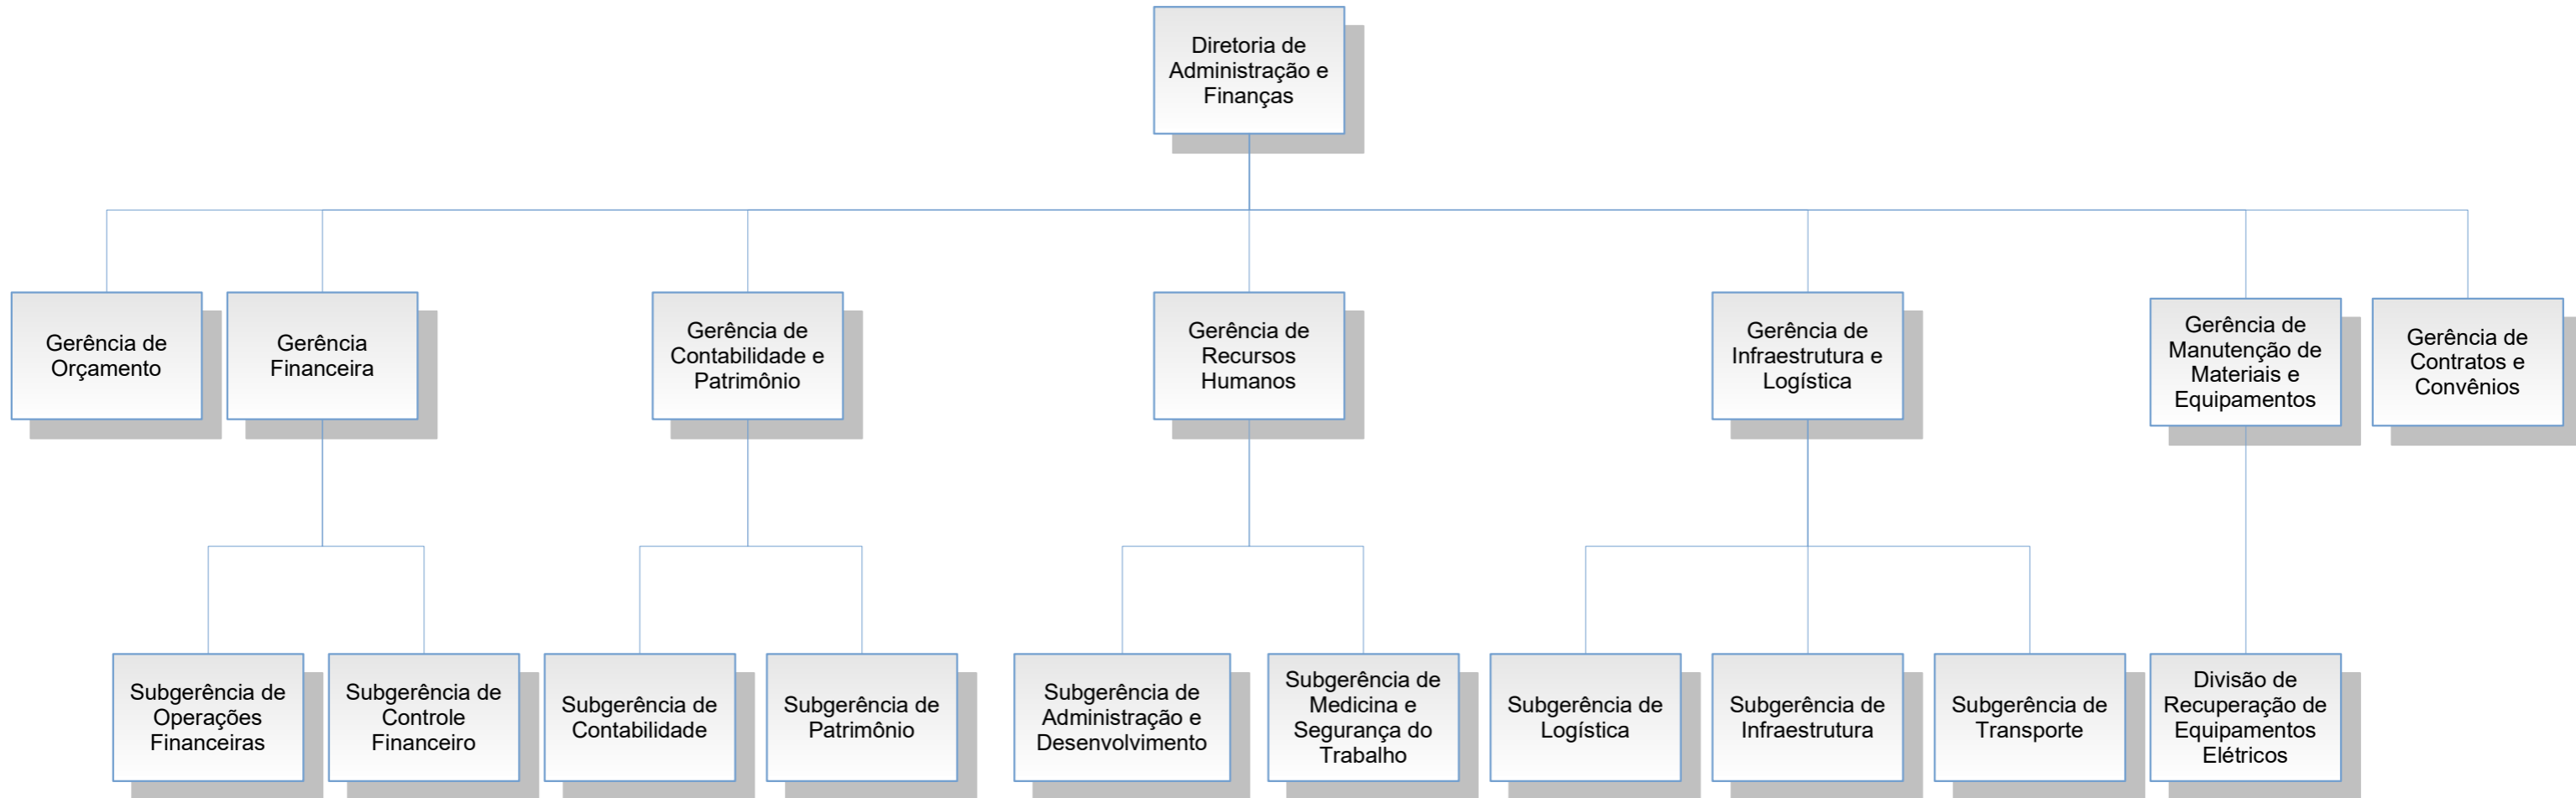 Diretoria de
Administração e
Finanças
Gerência de
Orçamento
Gerência
Financeira
Gerência de
Contabilidade e
Patrimônio
Gerência de
Recursos
Humanos
Gerência de
Infraestrutura e
Logística
Gerência de
Manutenção de
Materiais e
Equipamentos
Gerência de
Contratos e
Convênios
Subgerência de
Operações
Financeiras
Subgerência de
Controle
Financeiro
Subgerência de
Contabilidade
Subgerência de
Patrimônio
Subgerência de
Administração e
Desenvolvimento
Subgerência de
Medicina e
Segurança do
Trabalho
Subgerência de
Logística
Subgerência de
Infraestrutura
Subgerência de
Transporte
Divisão de
Recuperação de
Equipamentos
Elétricos